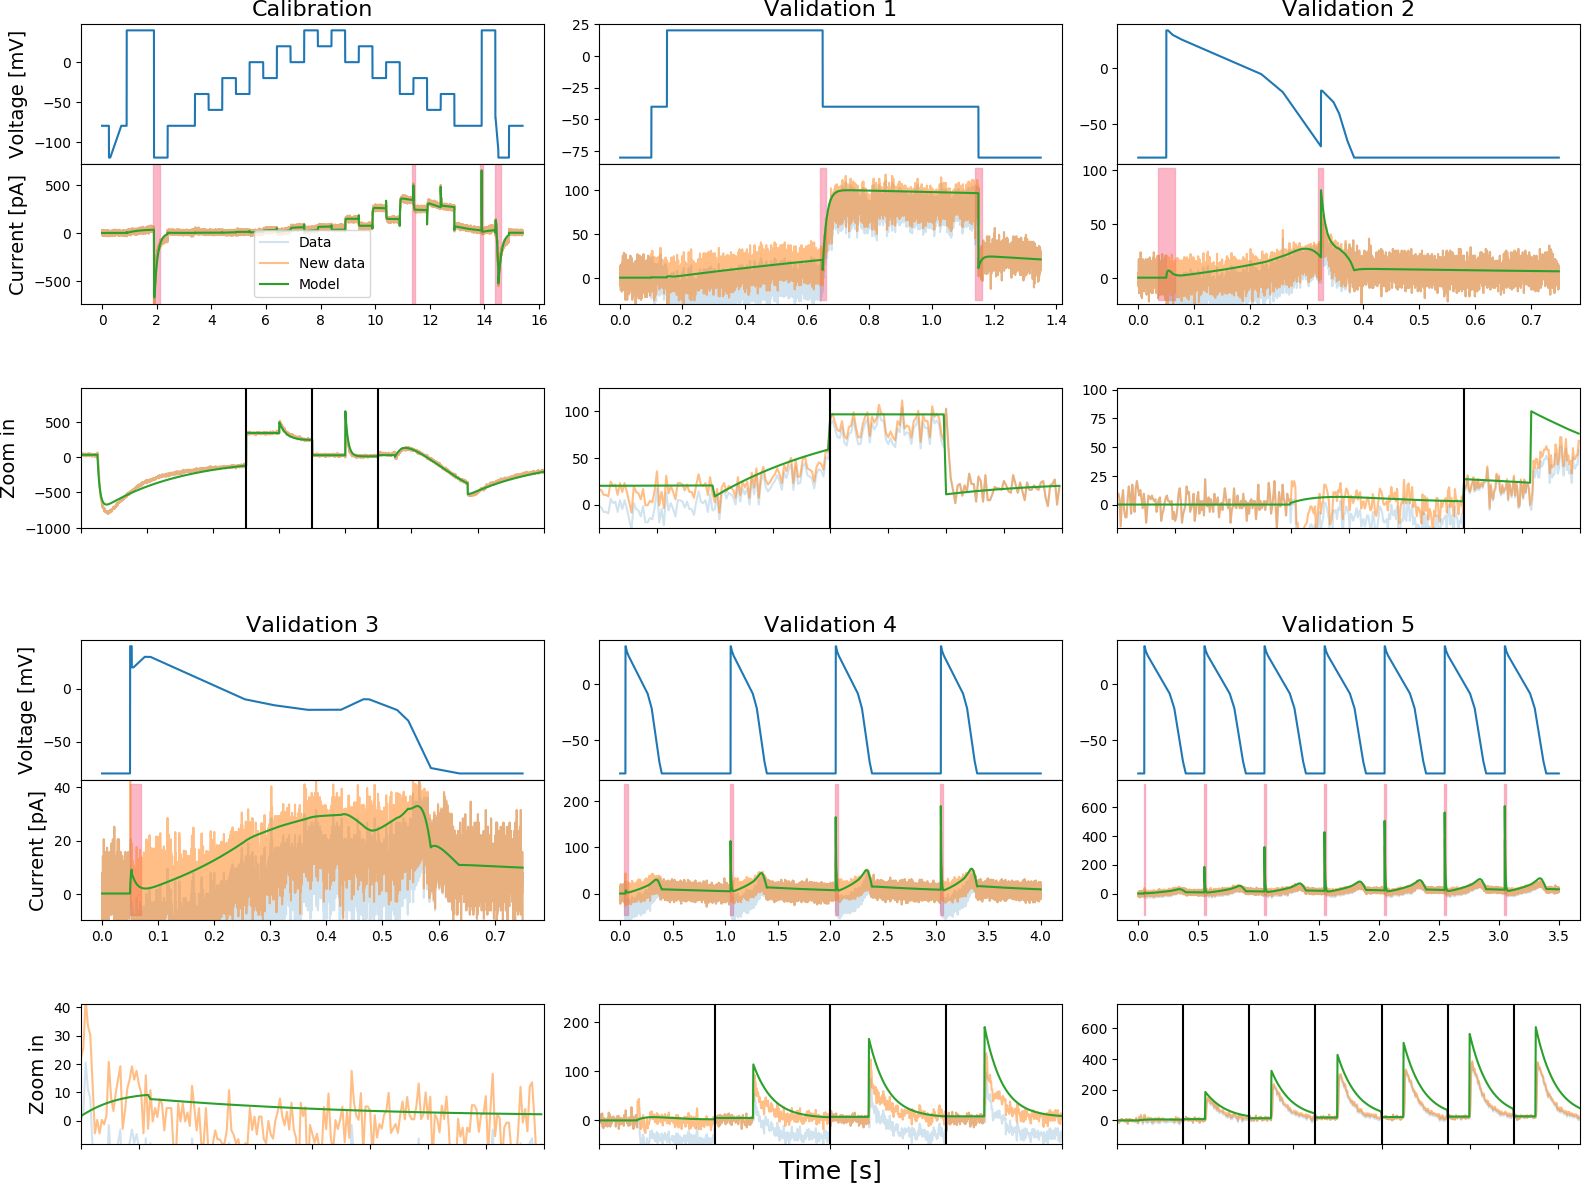 Calibration
Validation 1
Validation 2
Voltage [mV]
0
−50
−100
25
0
−25
−50
−75
0
−50
Current [pA]
500
0
−500
Data
New data
Model
100
50
0
100
50
0
0 2 4 6 8 10 12 14 16
0.0 0.2 0.4 0.6 0.8 1.0 1.2 1.4
0.0 0.1 0.2 0.3 0.4 0.5 0.6 0.7
Zoom in
500
0
−500
−1000
100
50
0
100
75
50
25
0
Validation 3
Validation 4
Validation 5
Voltage [mV]
0
−50
0
−50
0
−50
Current [pA]
40
20
0
200
100
0
600
400
200
0
0.0 0.1 0.2 0.3 0.4 0.5 0.6 0.7
0.0 0.5 1.0 1.5 2.0 2.5 3.0 3.5 4.0
0.0 0.5 1.0 1.5 2.0 2.5 3.0 3.5
Zoom in
40
30
20
10
0
200
100
0
600
400
200
0
Time [s]